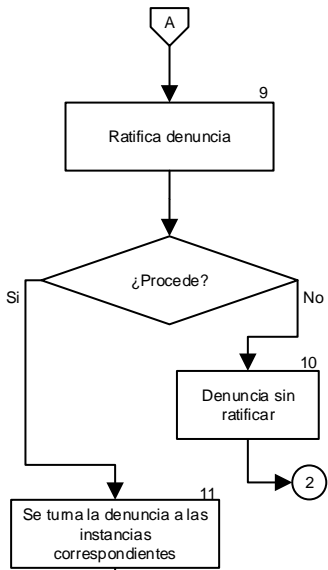 A
9
Ratifica denuncia
¿Procede?
Si
No
10
Denuncia sin
ratificar
2
11
Se turna la denuncia a las
instancias
correspondientes